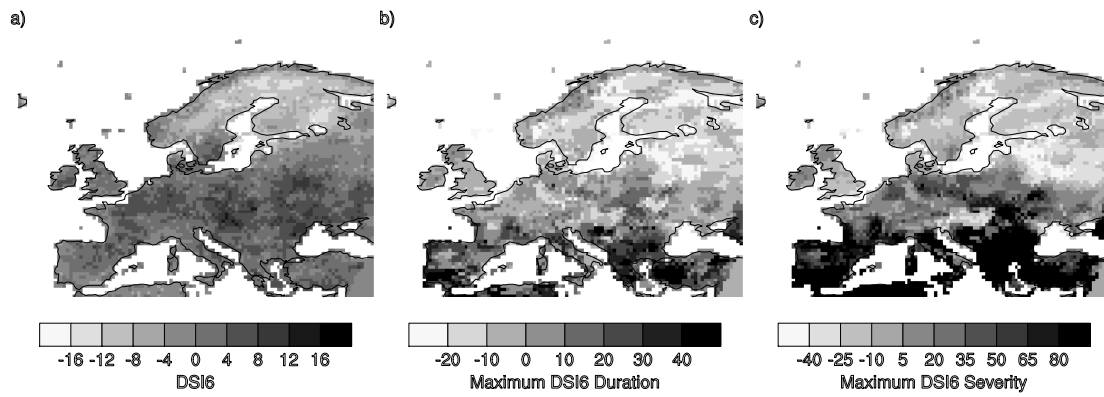 a)
b)
c)
-16 -12 -8 -4 0 4 8 12 16
DSI6
-20 -10 0 10 20 30 40
Maximum DSI6 Duration
-40 -25 -10 5 20 35 50 65 80
Maximum DSI6 Severity